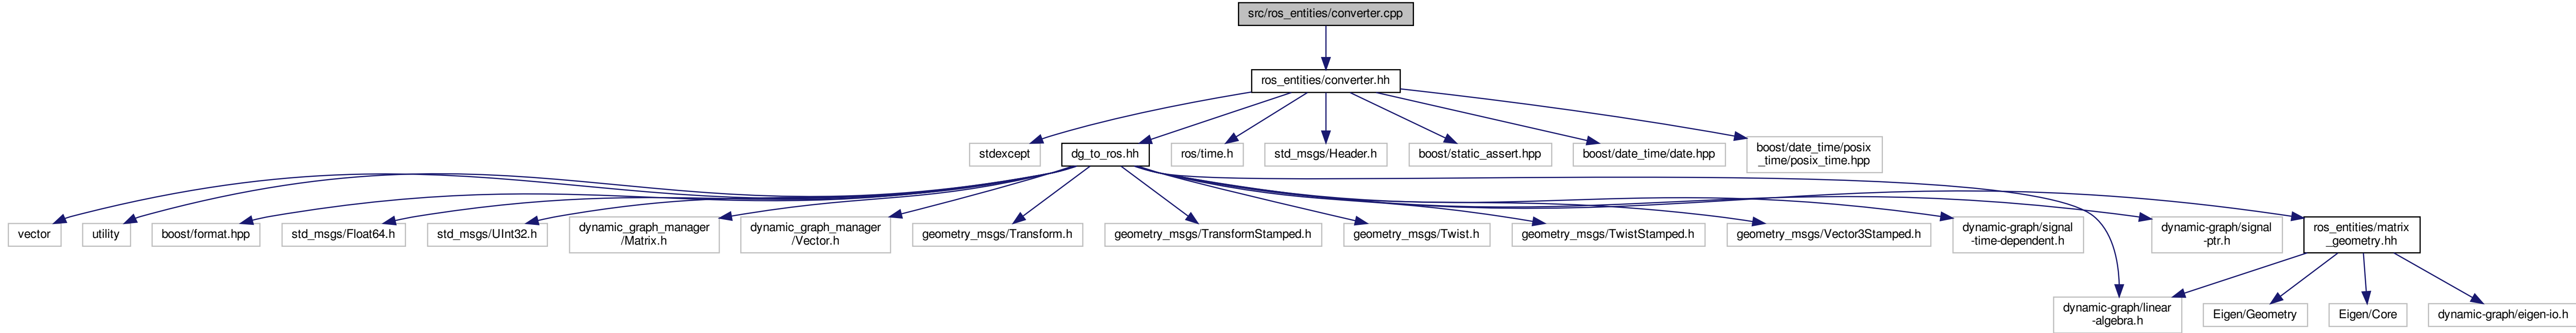 src/ros_entities/converter.cpp
ros_entities/converter.hh
stdexcept
dg_to_ros.hh
ros/time.h
std_msgs/Header.h
boost/static_assert.hpp
boost/date_time/date.hpp
boost/date_time/posix
_time/posix_time.hpp
vector
utility
boost/format.hpp
std_msgs/Float64.h
std_msgs/UInt32.h
dynamic_graph_manager
/Matrix.h
dynamic_graph_manager
/Vector.h
geometry_msgs/Transform.h
geometry_msgs/TransformStamped.h
geometry_msgs/Twist.h
geometry_msgs/TwistStamped.h
geometry_msgs/Vector3Stamped.h
dynamic-graph/signal
-time-dependent.h
dynamic-graph/signal
-ptr.h
ros_entities/matrix
_geometry.hh
dynamic-graph/linear
-algebra.h
Eigen/Geometry
Eigen/Core
dynamic-graph/eigen-io.h